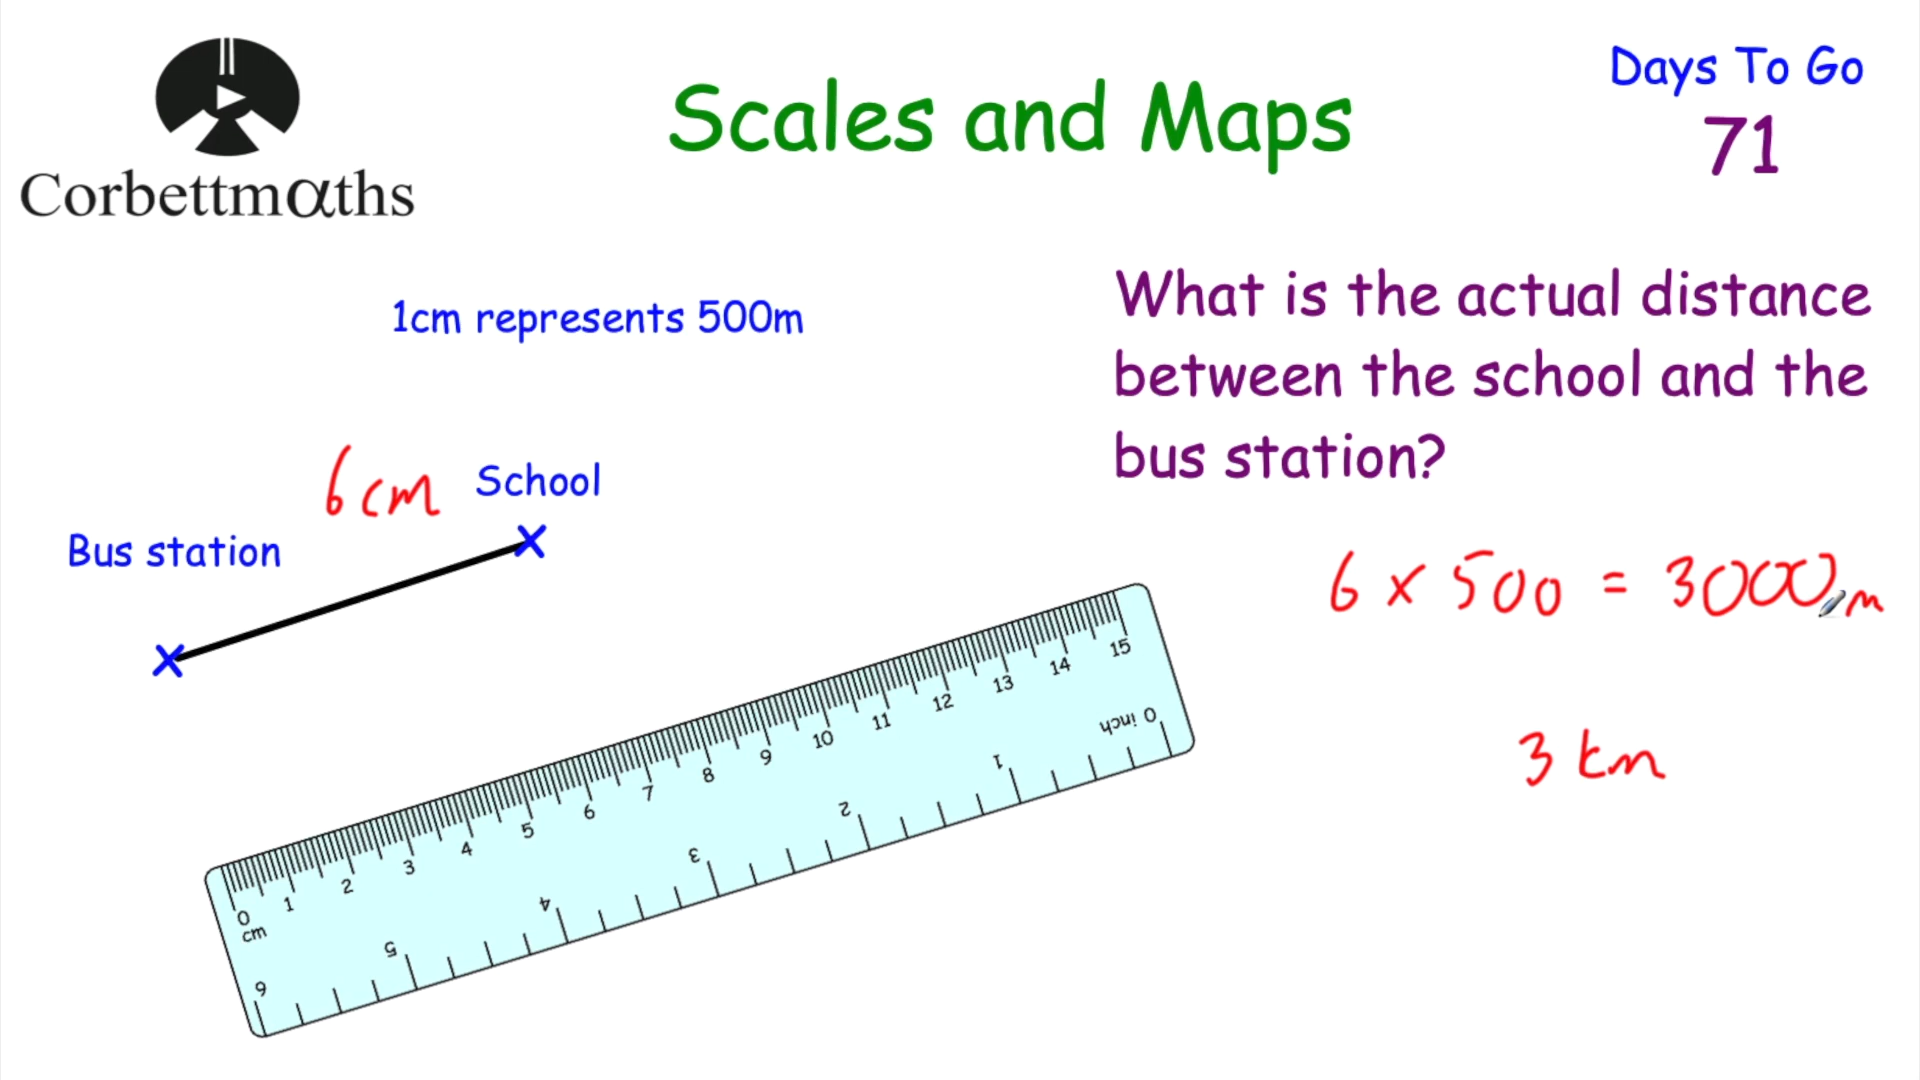 Corbettmαths
Scales and Maps
Days To Go
71
1cm represents 500m
What is the actual distance
between the school and the
bus station?
6cm
School
Bus station
6 × 500 = 3000m
3 km
0 1 2 3 4 5 6 7 8 9 10 11 12 13 14 15
cm
0 inch 1 2 3 4 5 6